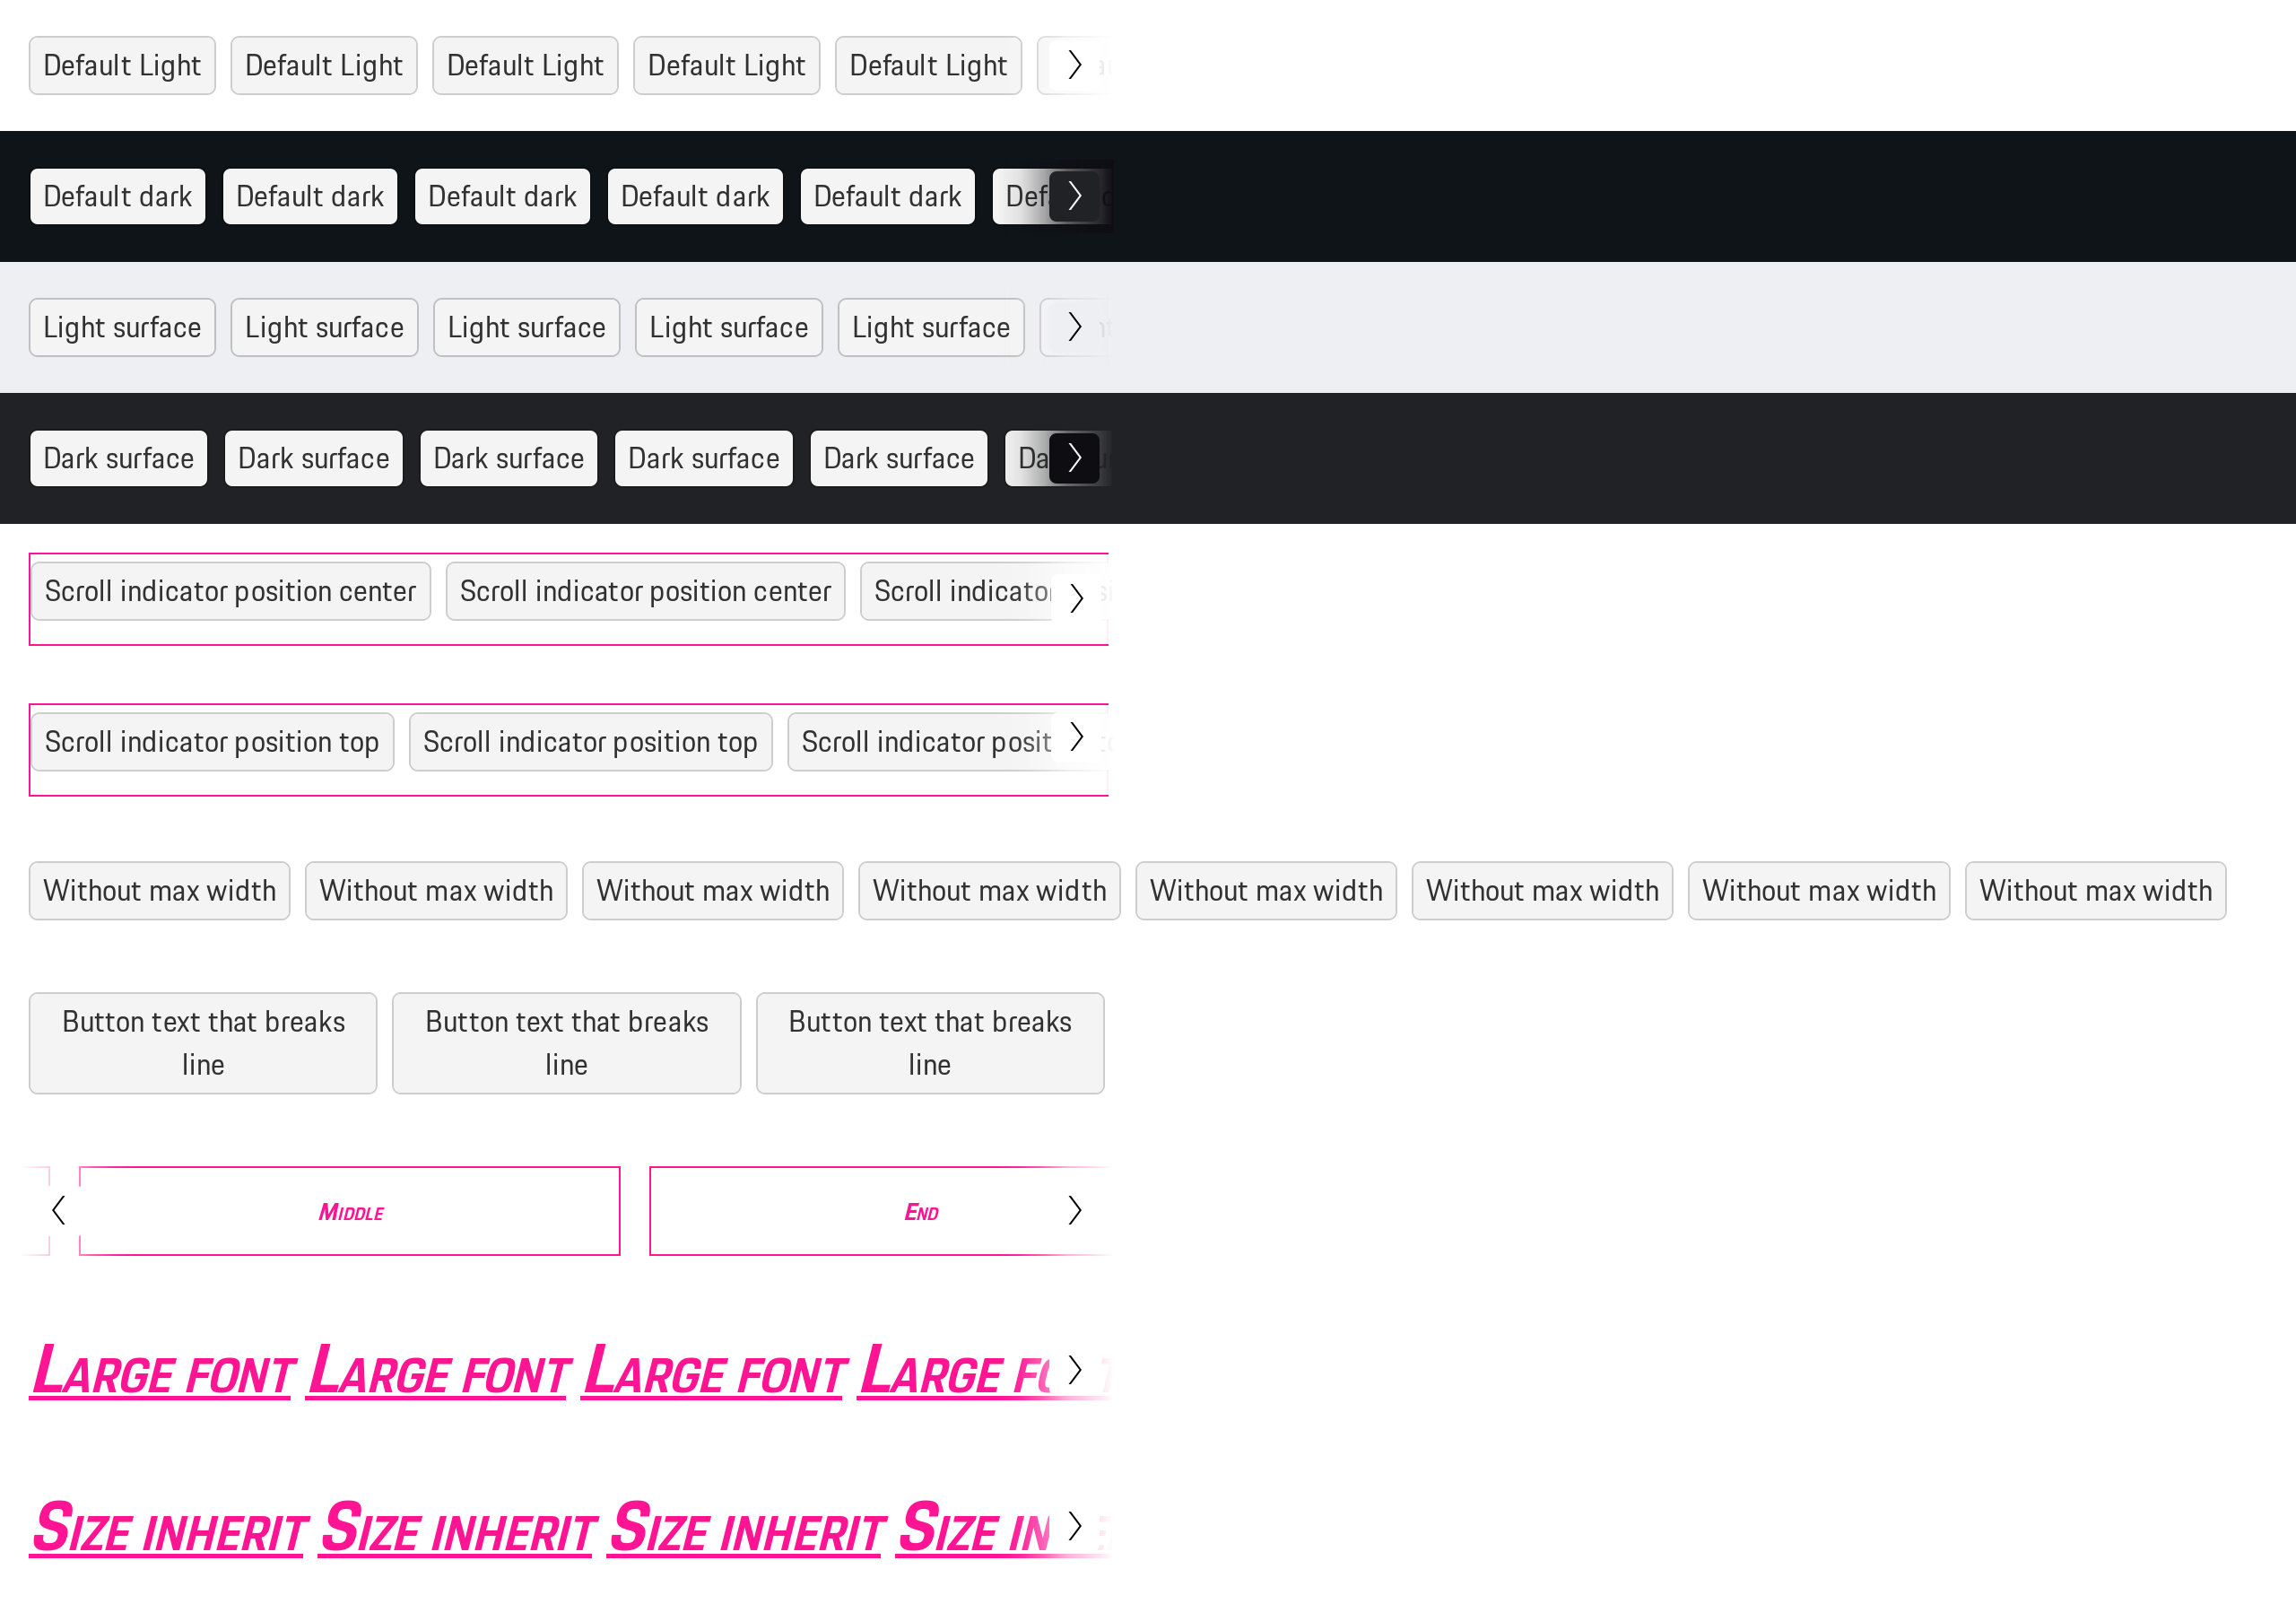 Default Light Default Light Default Light Default Light Default Light
Default dark Default dark Default dark Default dark Default dark
Light surface Light surface Light surface Light surface Light surface
Dark surface Dark surface Dark surface Dark surface Dark surface
Scroll indicator position center Scroll indicator position center Scroll indicator
Scroll indicator position top Scroll indicator position top Scroll indicator
Without max width Without max width Without max width Without max width Without max width Without max width Without max width Without max width
Button text that breaks Button text that breaks Button text that breaks
line line line
Middle End
Large font Large font Large font Large
Size inherit Size inherit Size inherit Size